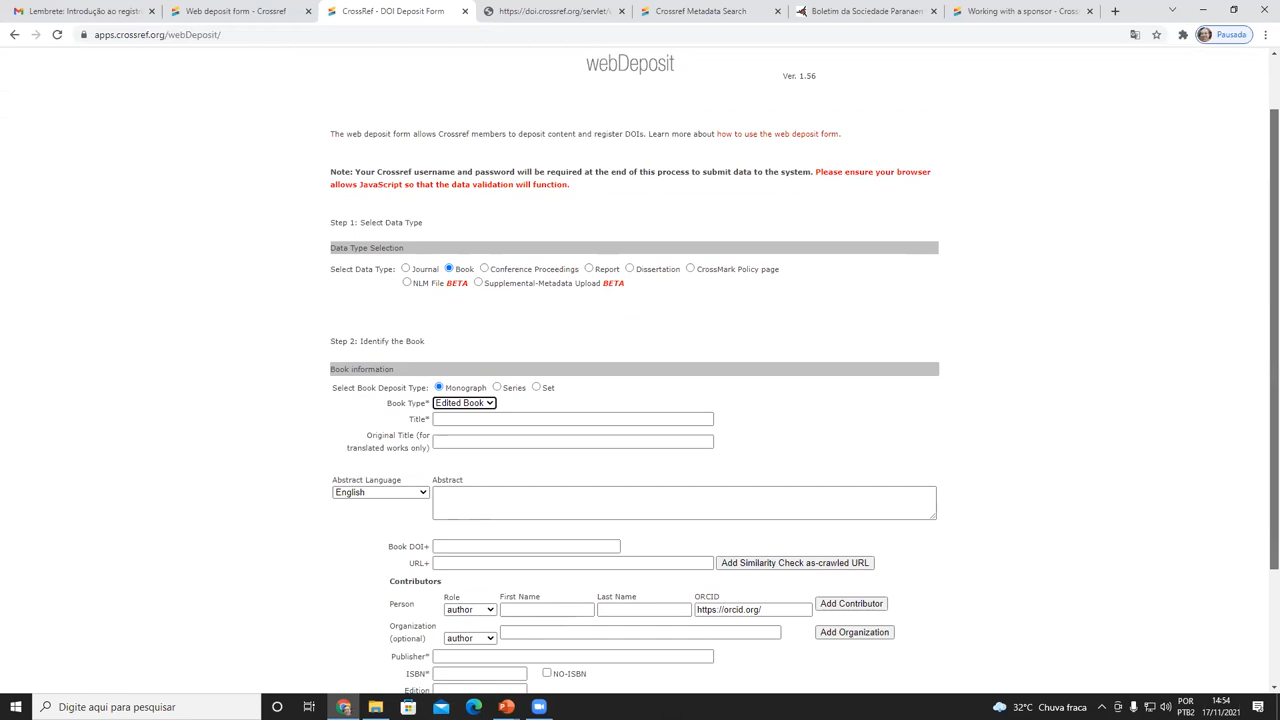 Lembrete: Introdução ao registr
Web deposit form - Crossref
CrossRef - DOI Deposit Form
https://doi.crossref.org/servlet/
Crossref Metadata Search
Boletim da Sociedade Paranaen
Working with a sponsor - Cross
apps.crossref.org/webDeposit/
Pausada
webDeposit
Ver. 1.56
The web deposit form allows Crossref members to deposit content and register DOIs. Learn more about how to use the web deposit form.
Note: Your Crossref username and password will be required at the end of this process to submit data to the system. Please ensure your browser
allows JavaScript so that the data validation will function.
Step 1: Select Data Type
Data Type Selection
Select Data Type: Journal Book Conference Proceedings Report Dissertation CrossMark Policy page
NLM File BETA Supplemental-Metadata Upload BETA
Step 2: Identify the Book
Book information
Select Book Deposit Type: Monograph Series Set
Book Type* Edited Book
Title*
Original Title (for
translated works only)
Abstract Language Abstract
English
Book DOI+
URL+ Add Similarity Check as-crawled URL
Contributors
Role First Name Last Name ORCID
Person author https://orcid.org/ Add Contributor
Organization
(optional) author Add Organization
Publisher*
ISBN* NO-ISBN
Edition
Digite aqui para pesquisar
32°C Chuva fraca
POR
PTB2
14:54
17/11/2021